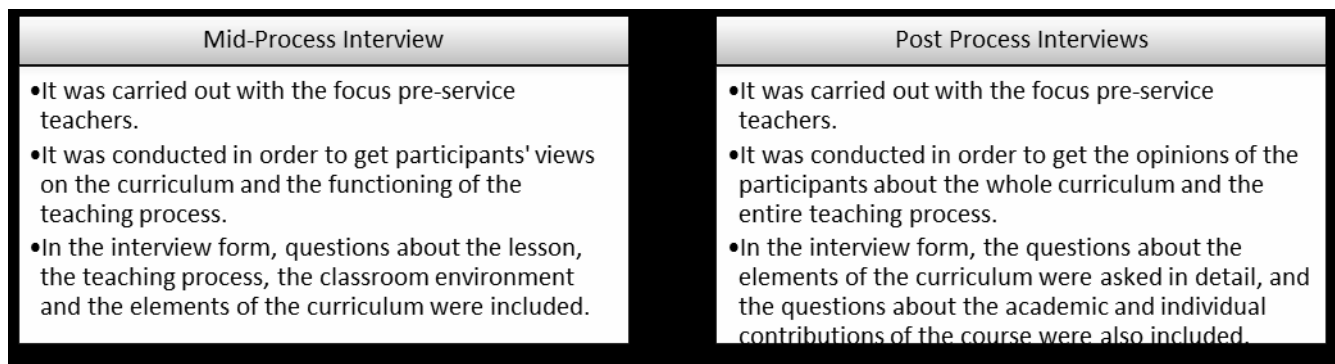 Mid-Process Interview
•It was carried out with the focus pre-service
teachers.
•It was conducted in order to get participants' views
on the curriculum and the functioning of the
teaching process.
•In the interview form, questions about the lesson,
the teaching process, the classroom environment
and the elements of the curriculum were included.
Post Process Interviews
•It was carried out with the focus pre-service
teachers.
•It was conducted in order to get the opinions of the
participants about the whole curriculum and the
entire teaching process.
•In the interview form, the questions about the
elements of the curriculum were asked in detail, and
the questions about the academic and individual
contributions of the course were also included.